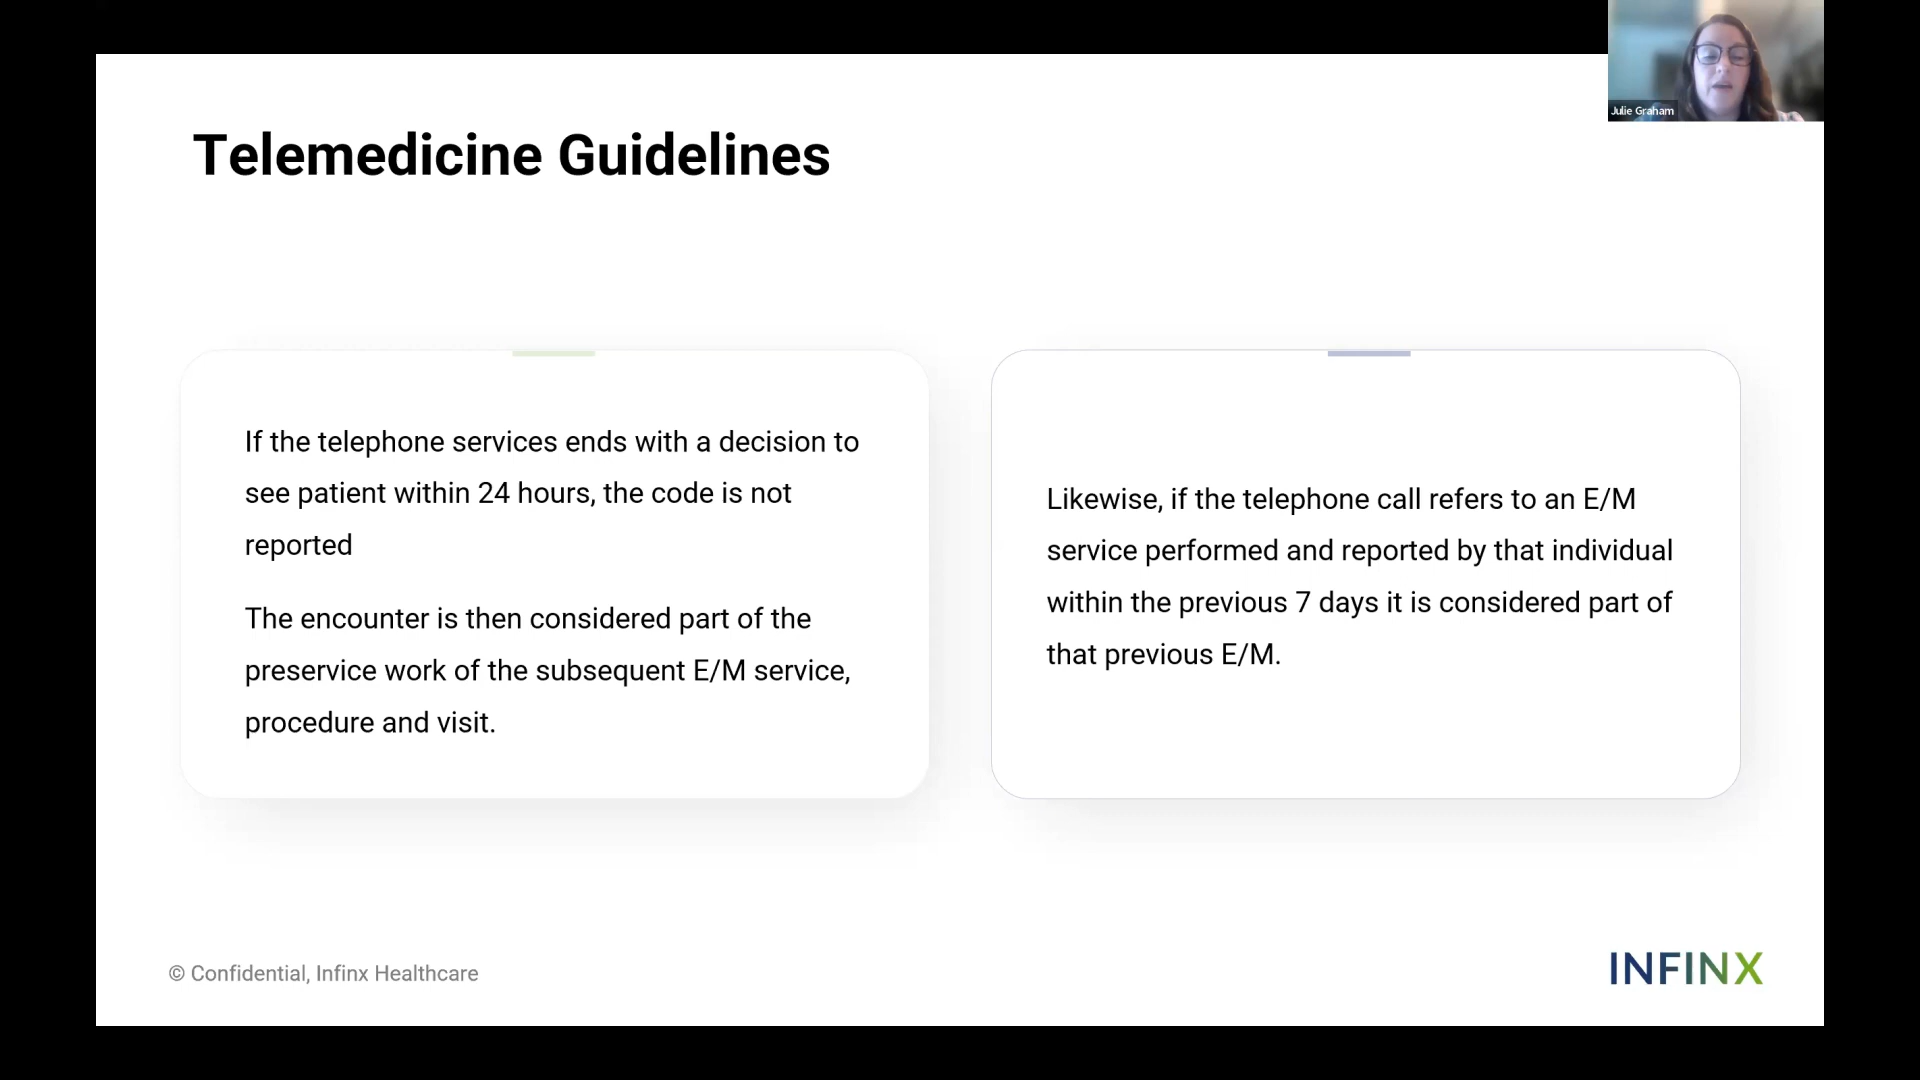 Julie Graham
Telemedicine Guidelines
If the telephone services ends with a decision to
see patient within 24 hours, the code is not
reported
The encounter is then considered part of the
preservice work of the subsequent E/M service,
procedure and visit.
Likewise, if the telephone call refers to an E/M
service performed and reported by that individual
within the previous 7 days it is considered part of
that previous E/M.
© Confidential, Infinx Healthcare
INFINX